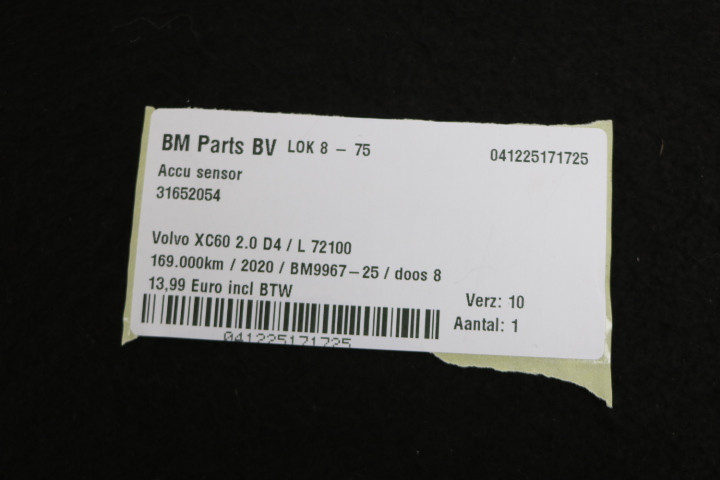 BM Parts BV LOK 8 - 75 041225171725
Accu sensor
31652054
Volvo XC60 2.0 D4 / L 72100
169.000km / 2020 / BM9967-25 / doos 8
13,99 Euro incl BTW
Verz: 10
Aantal: 1
041225171725